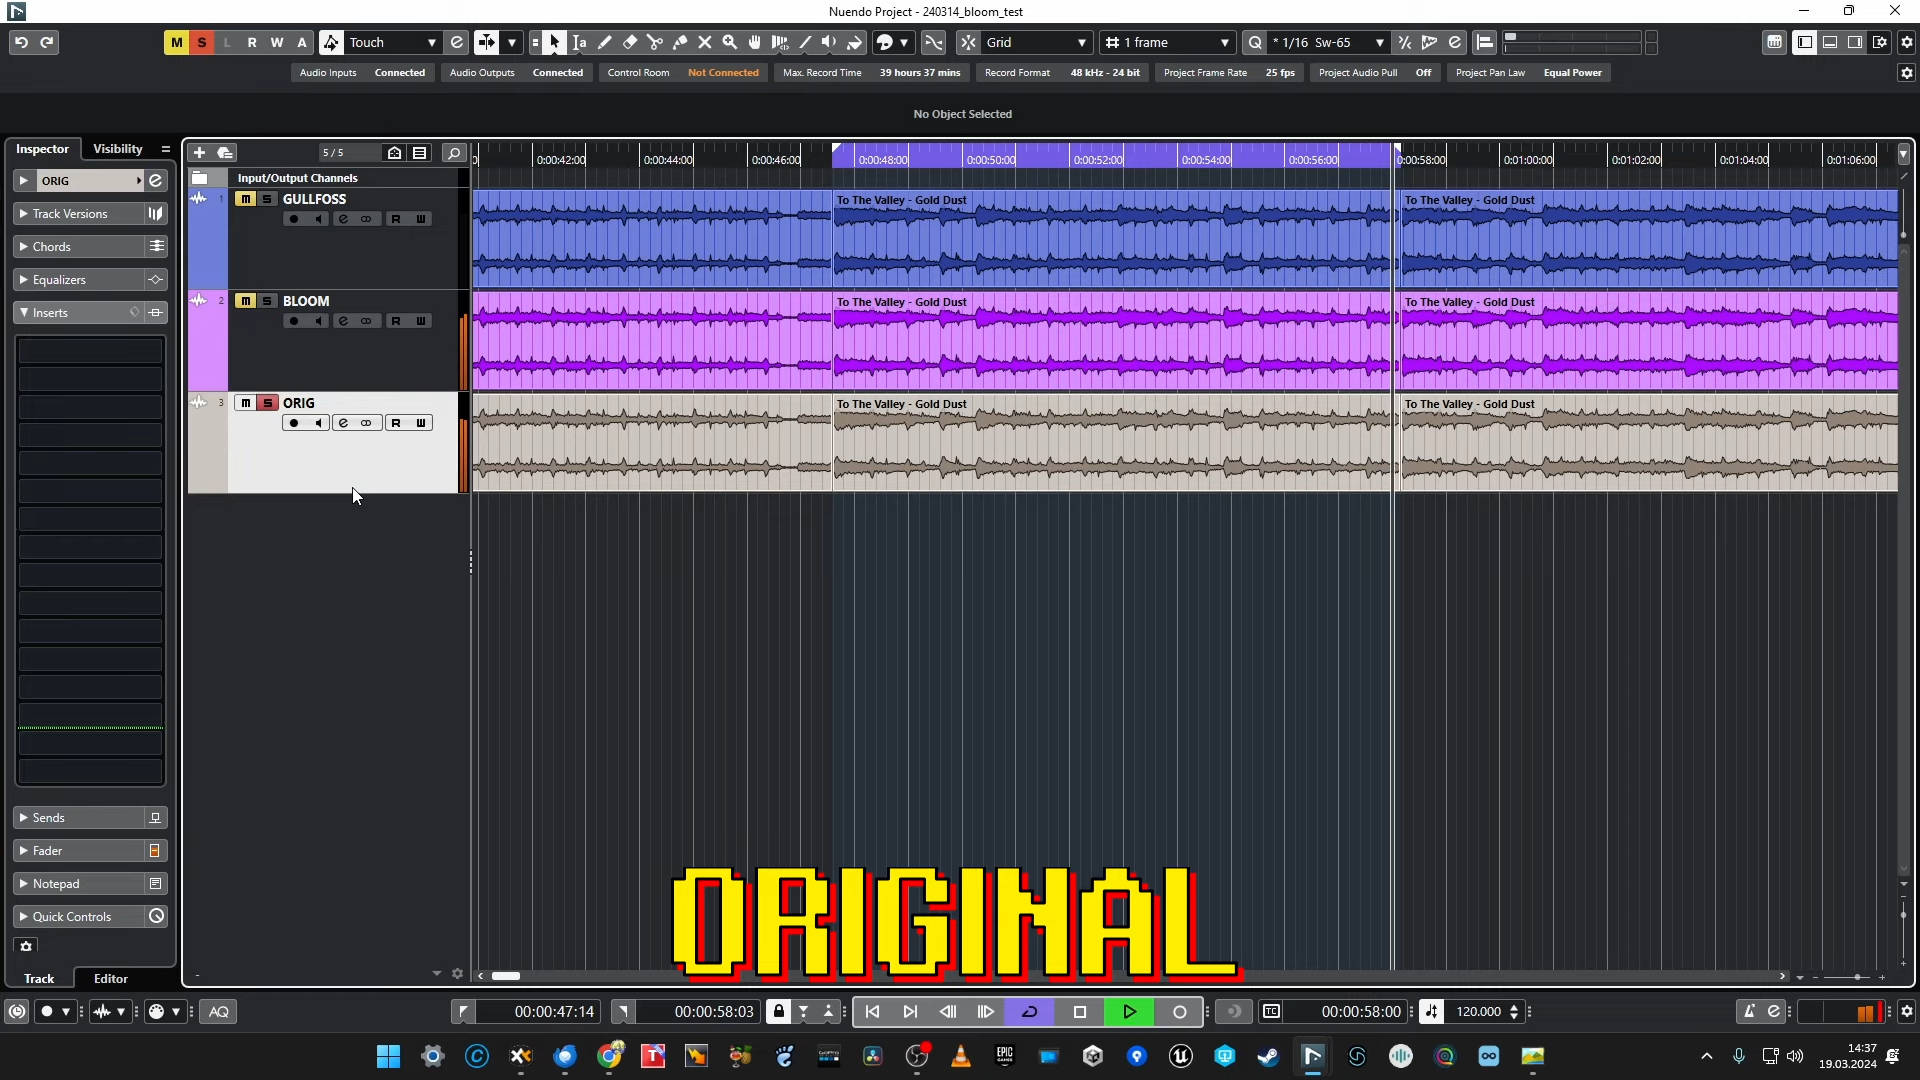 Nuendo Project - 240314_bloom_test
M S L R W A Touch Grid 1 frame Q * 1/16 Sw-65
Audio Inputs Connected Audio Outputs Connected Control Room Not Connected Max. Record Time 39 hours 37 mins Record Format 48 kHz - 24 bit Project Frame Rate 25 fps Project Audio Pull Off Project Pan Law Equal Power
No Object Selected
Inspector Visibility
5 / 5
0:00:42:00 0:00:44:00 0:00:46:00 0:00:48:00 0:00:50:00 0:00:52:00 0:00:54:00 0:00:56:00 0:00:58:00 0:01:00:00 0:01:02:00 0:01:04:00 0:01:06:00
ORIG
Input/Output Channels
1 m S GULLFOSS
To The Valley - Gold Dust To The Valley - Gold Dust
R W
Track Versions
Chords
Equalizers
Inserts
2 m S BLOOM
To The Valley - Gold Dust To The Valley - Gold Dust
R W
3 m S ORIG
To The Valley - Gold Dust To The Valley - Gold Dust
R W
Sends
Fader
Notepad
Quick Controls
ORIGINAL
Track Editor
AQ 00:00:47:14 00:00:58:03 TC 00:00:58:00 120.000
EPIC GAMES
14:37
19.03.2024